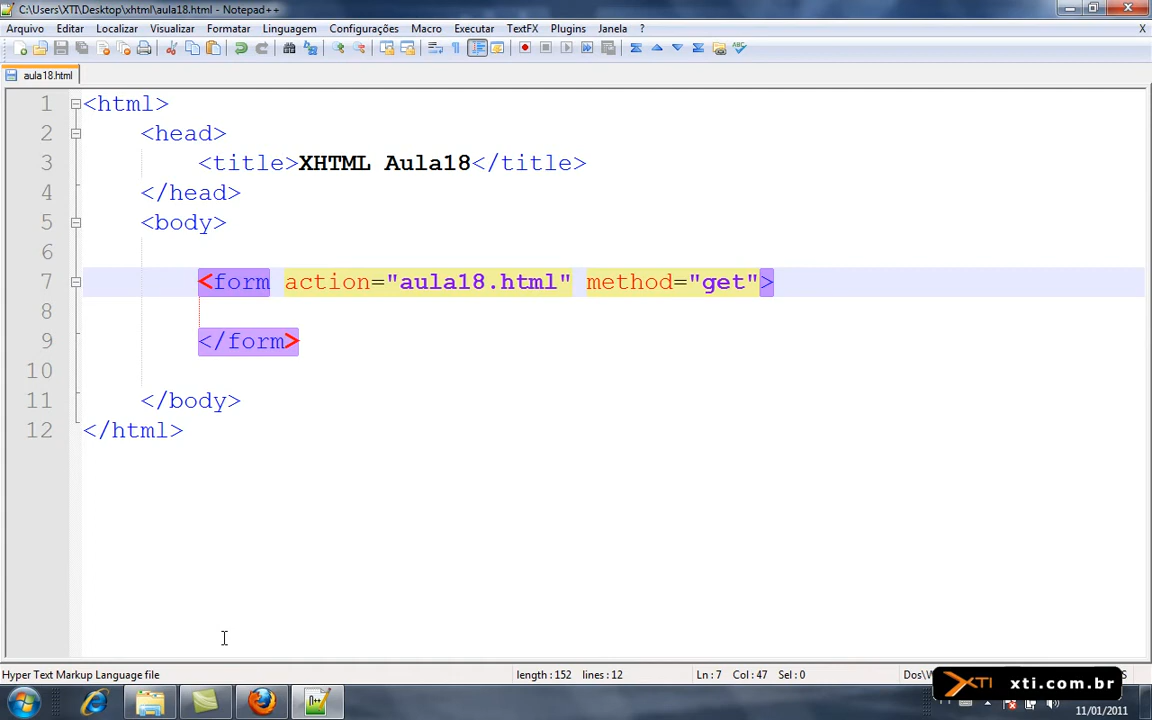 C:\Users\XTI\Desktop\xhtml\aula18.html - Notepad++
Arquivo Editar Localizar Visualizar Formatar Linguagem Configurações Macro Executar TextFX Plugins Janela ? X
aula18.html
1 <html>
2 <head>
3 <title>XHTML Aula18</title>
4 </head>
5 <body>
6
7 <form action="aula18.html" method="get">
8
9 </form>
10
11 </body>
12 </html>
Hyper Text Markup Language file length:152 lines:12 Ln:7 Col:47 Sel:0
XTI xti.com.br
11/01/2011